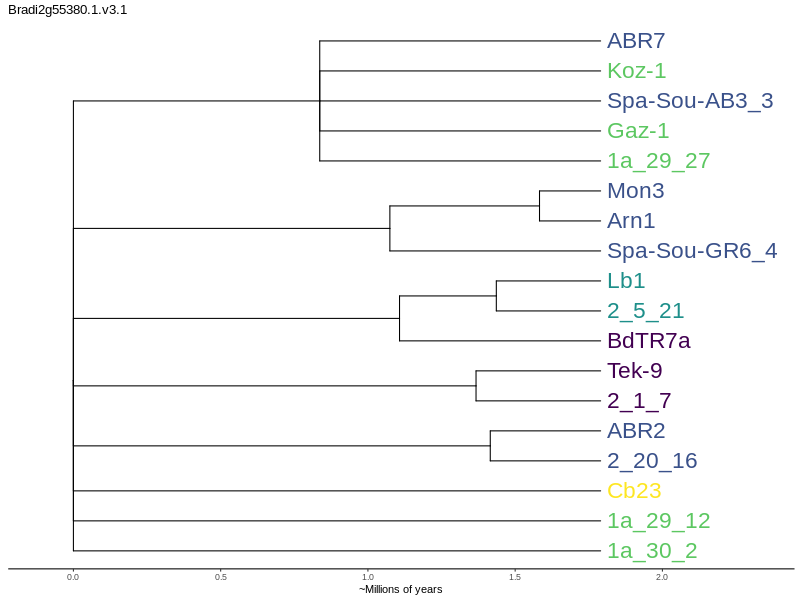 Bradi2g55380.1.v3.1
ABR7
Koz-1
Spa-Sou-AB3_3
Gaz-1
1a_29_27
Mon3
Arn1
Spa-Sou-GR6_4
Lb1
2_5_21
BdTR7a
Tek-9
2_1_7
ABR2
2_20_16
Cb23
1a_29_12
1a_30_2
0.0 0.5 1.0 1.5 2.0
~Millions of years